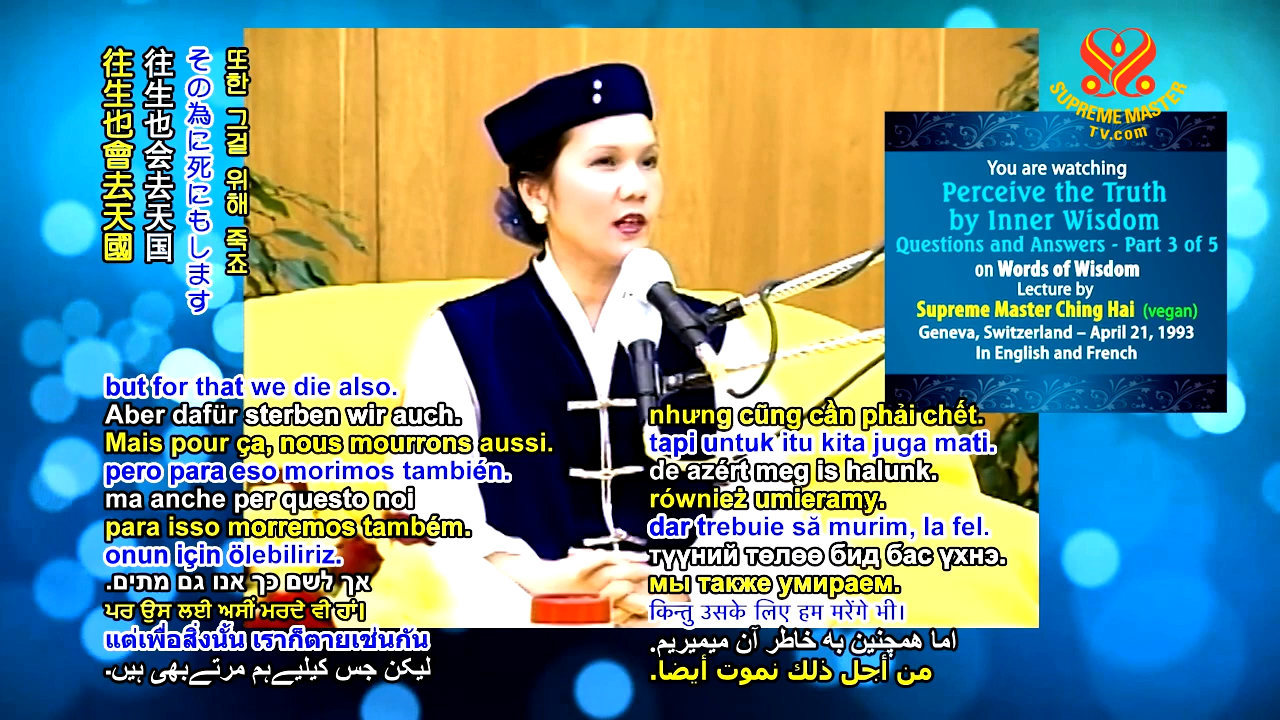 往生也會去天國
往生也会去天国
その為に死にもします
또한 그걸 위해 죽죠
SUPREME MASTER
TV.com
You are watching
Perceive the Truth
by Inner Wisdom
Questions and Answers - Part 3 of 5
on Words of Wisdom
Lecture by
Supreme Master Ching Hai (vegan)
Geneva, Switzerland – April 21, 1993
In English and French
but for that we die also.
Aber dafür sterben wir auch.
Mais pour ça, nous mourrons aussi.
pero para eso morimos también.
ma anche per questo noi
para isso morremos também.
onun için ölebiliriz.
אך לשם כך אנו גם מתים.
ਪਰ ਉਸ ਲਈ ਅਸੀਂ ਮਰਦੇ ਵੀ ਹਾਂ।
แต่เพื่อสิ่งนั้น เราก็ตายเช่นกัน
لیکن جس کیلیے ہم مرتے بھی ہیں۔
nhưng cũng cần phải chết.
tapi untuk itu kita juga mati.
de azért meg is halunk.
również umieramy.
dar trebuie să murim, la fel.
түүний төлөө бид бас үхнэ.
мы также умираем.
किन्तु उसके लिए हम मरेंगे भी।
اما همچنین به خاطر آن میمیریم.
من أجل ذلك نموت أيضا.